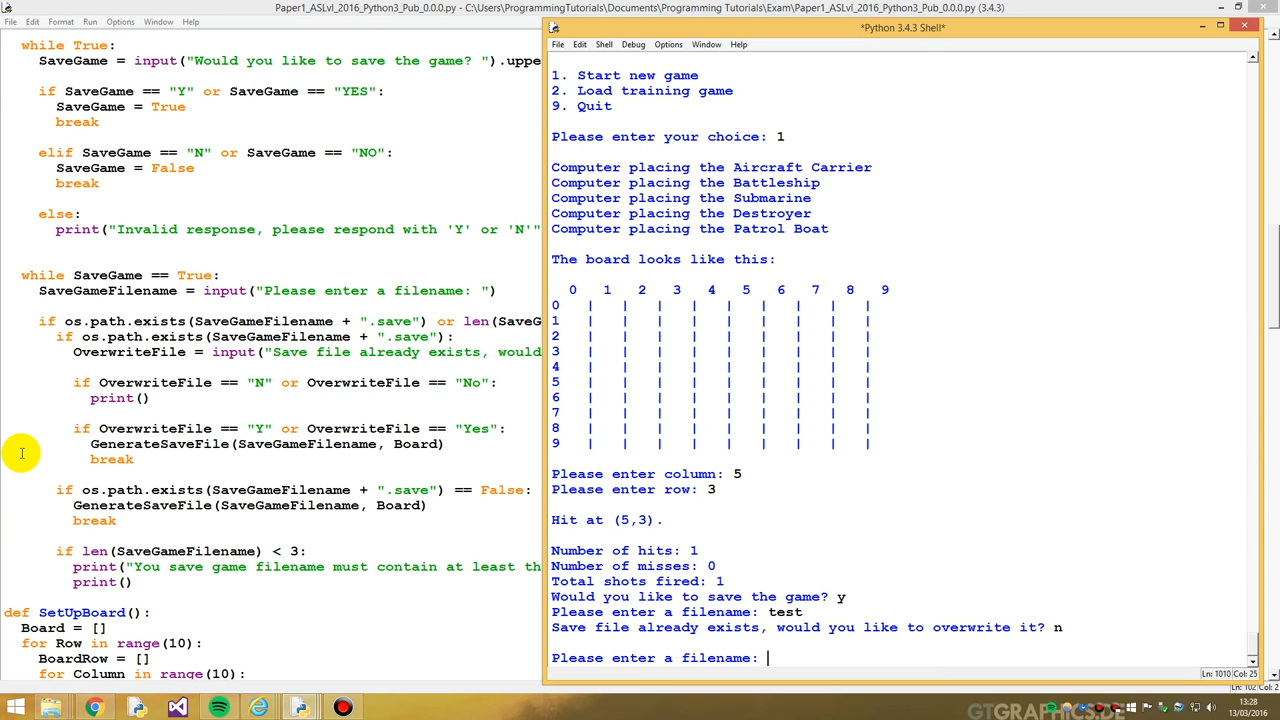 Paper1_ASLvl_2016_Python3_Pub_0.0.0.py - C:\Users\ProgrammingTutorials\Documents\Programming Tutorials\Exam\Paper1_ASLvl_2016_Python3_Pub_0.0.0.py (3.4.3)
File Edit Format Run Options Window Help
while True:
SaveGame = input("Would you like to save the game? ").uppe
if SaveGame == "Y" or SaveGame == "YES":
SaveGame = True
break
elif SaveGame == "N" or SaveGame == "NO":
SaveGame = False
break
else:
print("Invalid response, please respond with 'Y' or 'N'"
while SaveGame == True:
SaveGameFilename = input("Please enter a filename: ")
if os.path.exists(SaveGameFilename + ".save") or len(SaveG
if os.path.exists(SaveGameFilename + ".save"):
OverwriteFile = input("Save file already exists, would
if OverwriteFile == "N" or OverwriteFile == "No":
print()
if OverwriteFile == "Y" or OverwriteFile == "Yes":
GenerateSaveFile(SaveGameFilename, Board)
break
if os.path.exists(SaveGameFilename + ".save") == False:
GenerateSaveFile(SaveGameFilename, Board)
break
if len(SaveGameFilename) < 3:
print("You save game filename must contain at least th
print()
def SetUpBoard():
Board = []
for Row in range(10):
BoardRow = []
for Column in range(10):
*Python 3.4.3 Shell*
File Edit Shell Debug Options Window Help
1. Start new game
2. Load training game
9. Quit
Please enter your choice: 1
Computer placing the Aircraft Carrier
Computer placing the Battleship
Computer placing the Submarine
Computer placing the Destroyer
Computer placing the Patrol Boat
The board looks like this:
0 1 2 3 4 5 6 7 8 9
0 | | | | | | | | |
1 | | | | | | | | |
2 | | | | | | | | |
3 | | | | | | | | |
4 | | | | | | | | |
5 | | | | | | | | |
6 | | | | | | | | |
7 | | | | | | | | |
8 | | | | | | | | |
9 | | | | | | | | |
Please enter column: 5
Please enter row: 3
Hit at (5,3).
Number of hits: 1
Number of misses: 0
Total shots fired: 1
Would you like to save the game? y
Please enter a filename: test
Save file already exists, would you like to overwrite it? n
Please enter a filename:
Ln: 1010 Col: 25
Ln: 102 Col: 2
13:28
13/03/2016